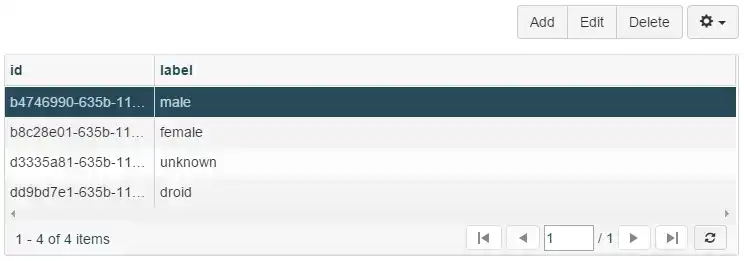 Add Edit Delete
id label
b4746990-635b-11... male
b8c28e01-635b-11... female
d3335a81-635b-11... unknown
dd9bd7e1-635b-11... droid
1 - 4 of 4 items 1 / 1